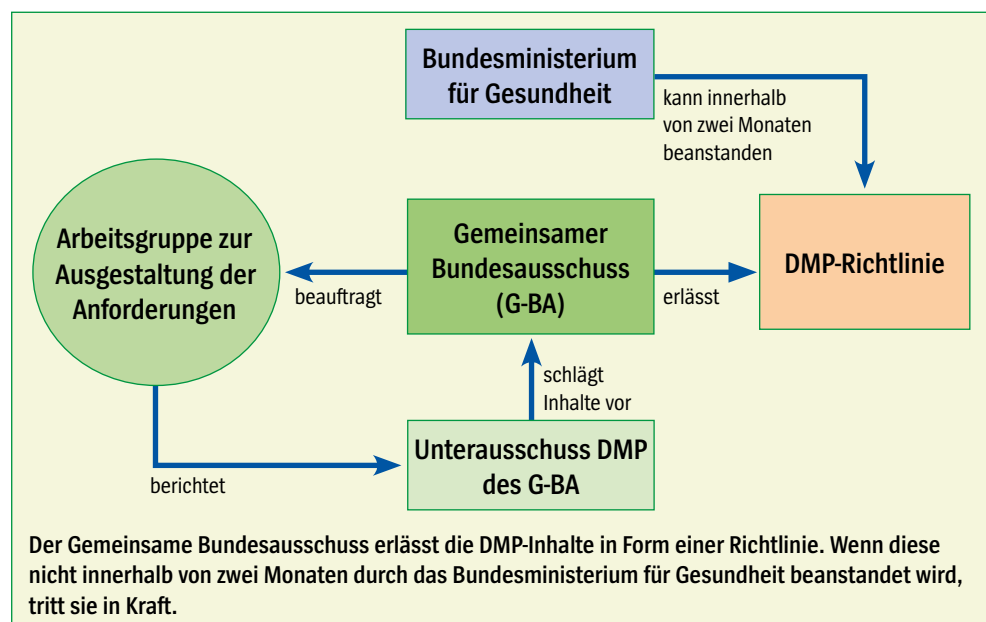 Bundesministerium
für Gesundheit
kann innerhalb
von zwei Monaten
beanstanden
Arbeitsgruppe zur
Ausgestaltung der
Anforderungen
beauftragt
Gemeinsamer
Bundesausschuss
(G-BA)
erlässt
DMP-Richtlinie
schlägt
Inhalte vor
berichtet
Unterausschuss DMP
des G-BA
Der Gemeinsame Bundesausschuss erlässt die DMP-Inhalte in Form einer Richtlinie. Wenn diese
nicht innerhalb von zwei Monaten durch das Bundesministerium für Gesundheit beanstandet wird,
tritt sie in Kraft.